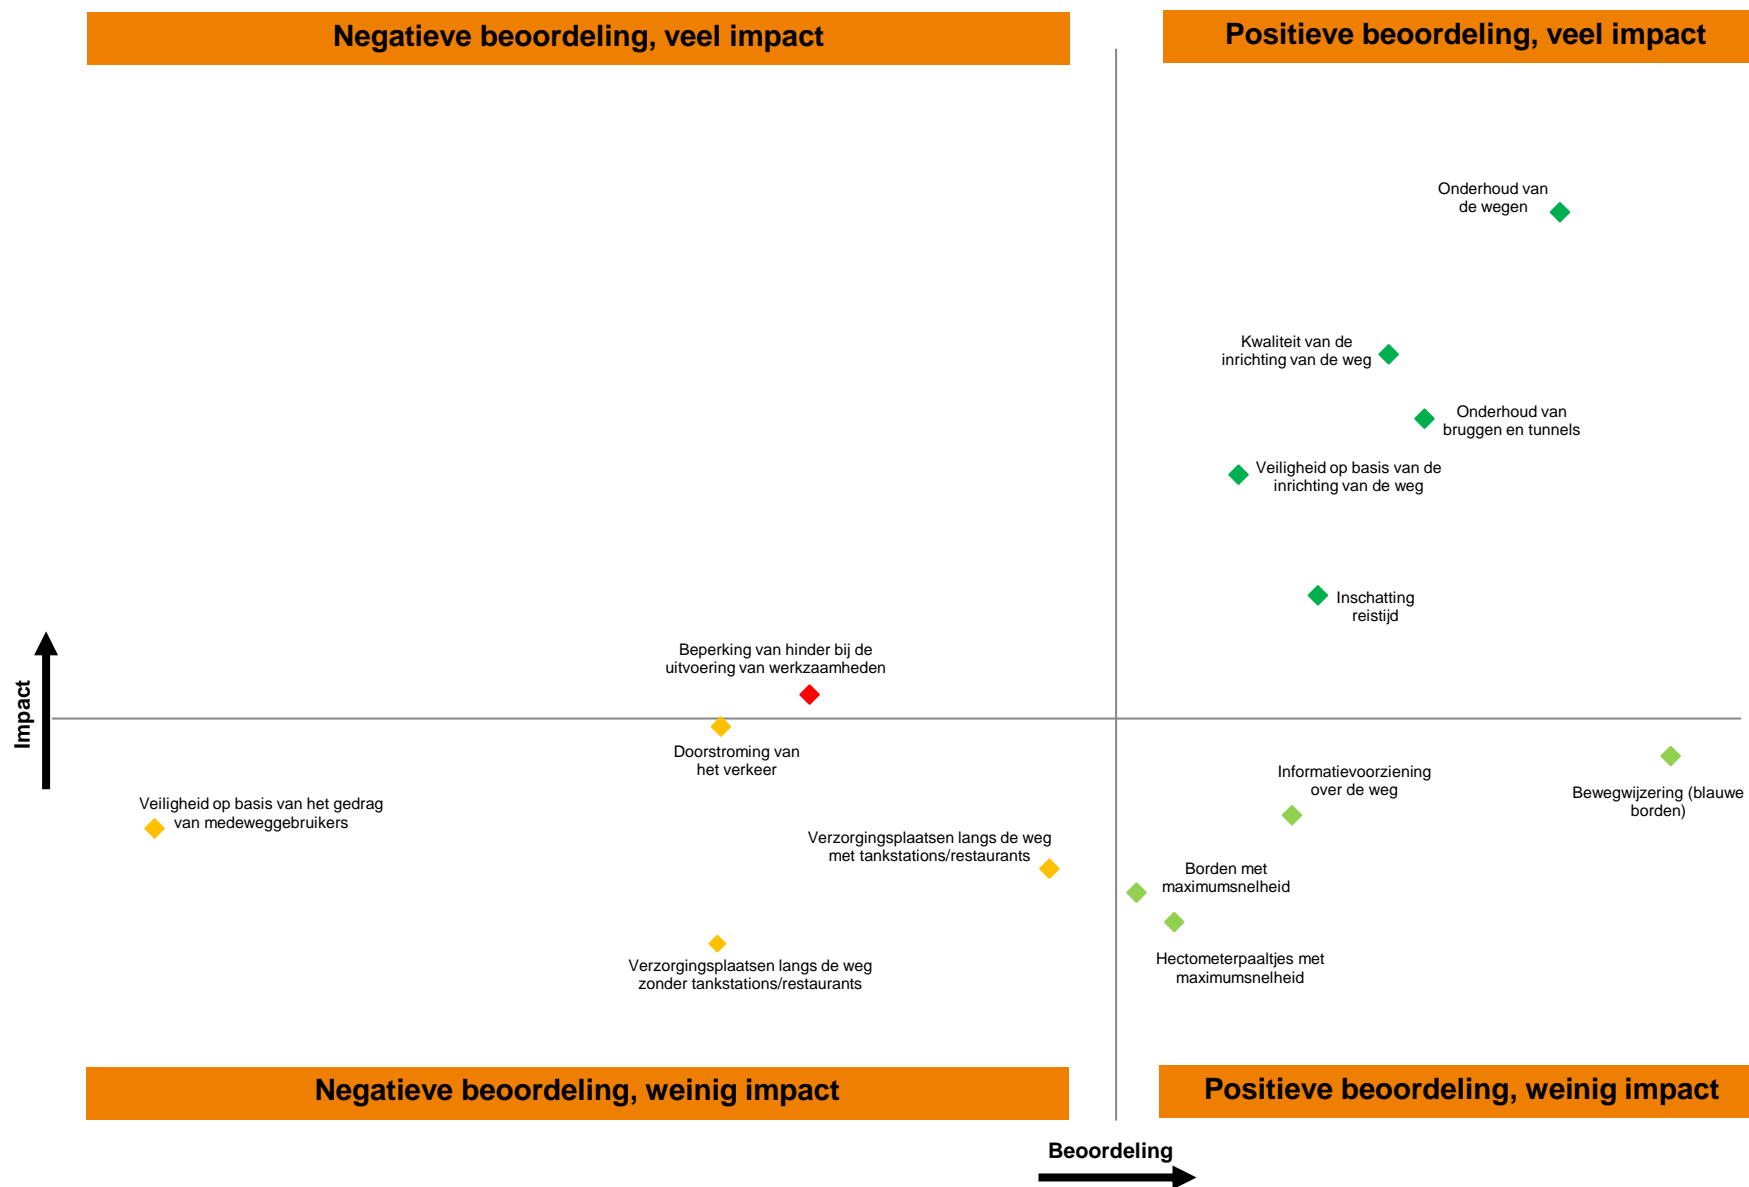 Negatieve beoordeling, veel impact
Positieve beoordeling, veel impact
Onderhoud van
de wegen
Kwaliteit van de
inrichting van de weg
Onderhoud van
bruggen en tunnels
Veiligheid op basis van de
inrichting van de weg
Inschatting
reistijd
Beperking van hinder bij de
uitvoering van werkzaamheden
Impact
Doorstroming van
het verkeer
Informatievoorziening
over de weg
Bewegwijzering (blauwe
borden)
Veiligheid op basis van het gedrag
van medeweggebruikers
Verzorgingsplaatsen langs de weg
met tankstations/restaurants
Borden met
maximumsnelheid
Hectometerpaaltjes met
maximumsnelheid
Verzorgingsplaatsen langs de weg
zonder tankstations/restaurants
Negatieve beoordeling, weinig impact
Positieve beoordeling, weinig impact
Beoordeling